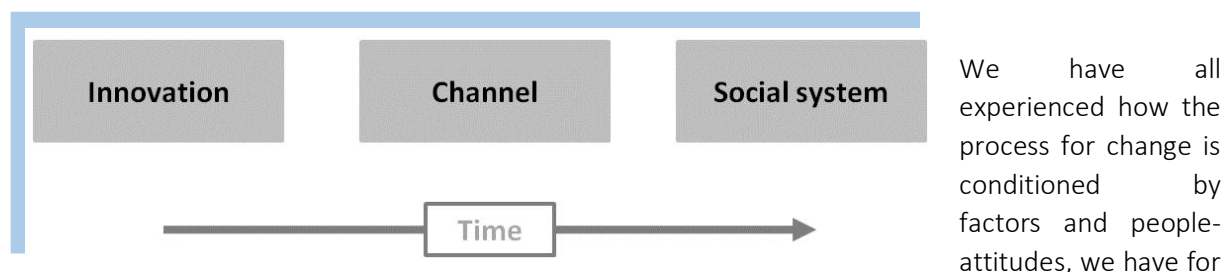 Innovation
Channel
Social system
Time
We have all
experienced how the
process for change is
conditioned by
factors and people-
attitudes, we have for